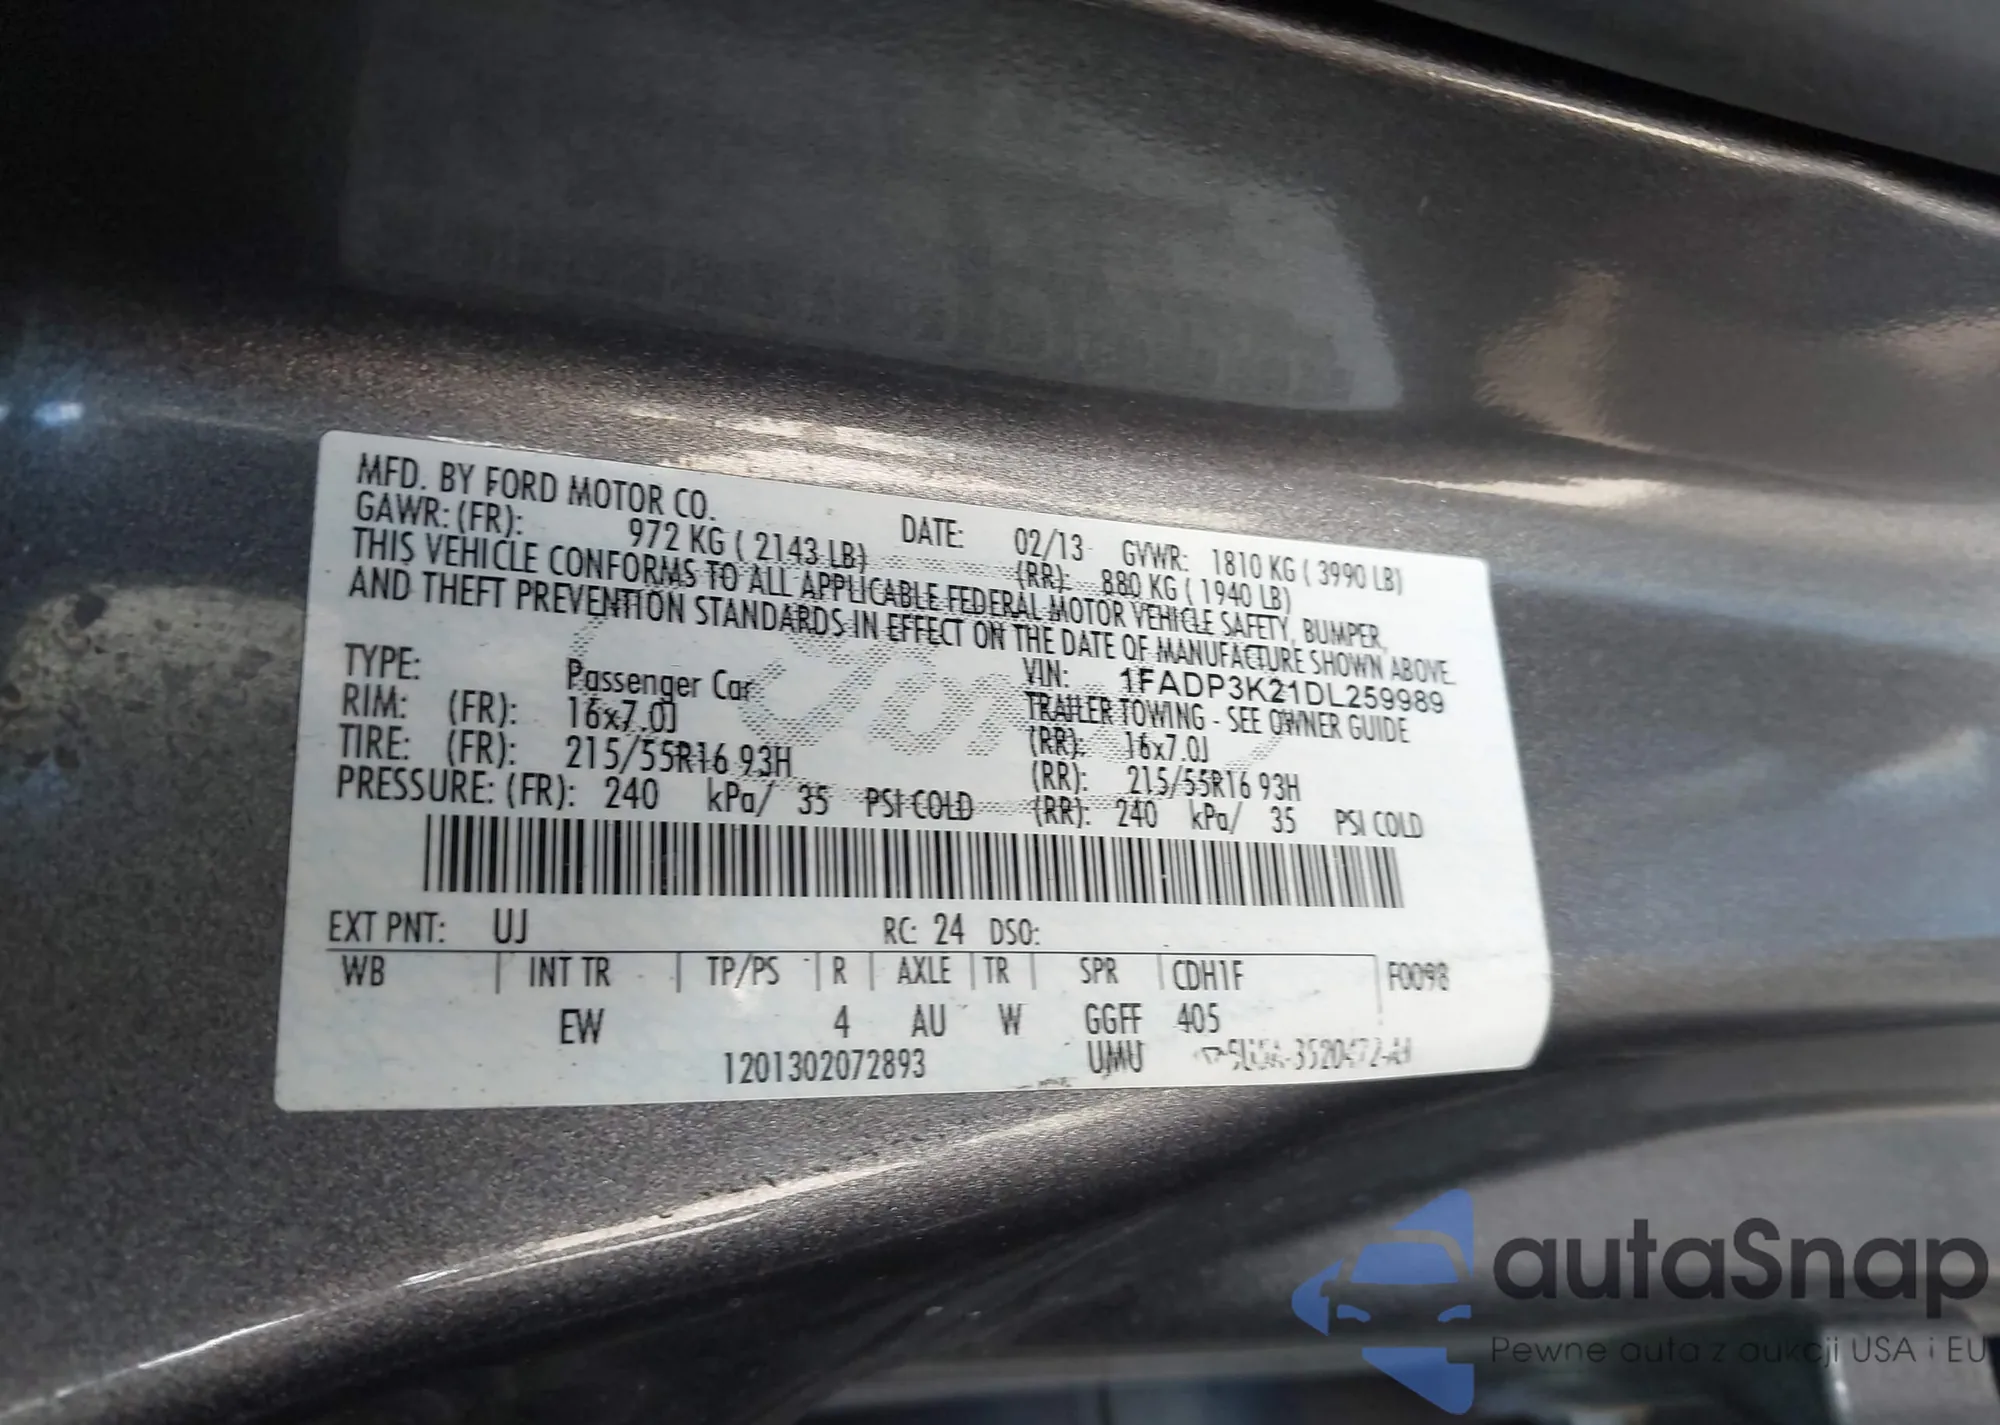 MFD. BY FORD MOTOR CO. DATE: 02/13 GVWR: 1810 KG ( 3990 LB)
GAWR: (FR): 972 KG ( 2143 LB) (RR): 880 KG ( 1940 LB)
THIS VEHICLE CONFORMS TO ALL APPLICABLE FEDERAL MOTOR VEHICLE SAFETY, BUMPER,
AND THEFT PREVENTION STANDARDS IN EFFECT ON THE DATE OF MANUFACTURE SHOWN ABOVE.
VIN: 1FADP3K21DL259989
TYPE: Passenger Car TRAILER TOWING - SEE OWNER GUIDE
RIM: (FR): 16x7.0J (RR): 16x7.0J
TIRE: (FR): 215/55R16 93H (RR): 215/55R16 93H
PRESSURE: (FR): 240 kPa/ 35 PSI COLD (RR): 240 kPa/ 35 PSI COLD
EXT PNT: UJ RC: 24 DSO:
WB INT TR TP/PS R AXLE TR SPR CDH1F F0098
EW 4 AU W GGFF 405
1201302072893 UMU
Ford
autaSnap
Pewne auta z aukcji USA i EU